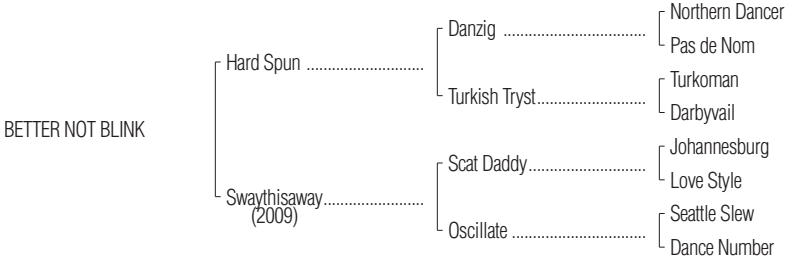 Northern Dancer
Danzig ..................................
Pas de Nom
Hard Spun ............................
Turkoman
Turkish Tryst..........................
Darbyvail
BETTER NOT BLINK
Johannesburg
Scat Daddy............................
Love Style
Swaythisaway........................
(2009)
Seattle Slew
Oscillate ................................
Dance Number